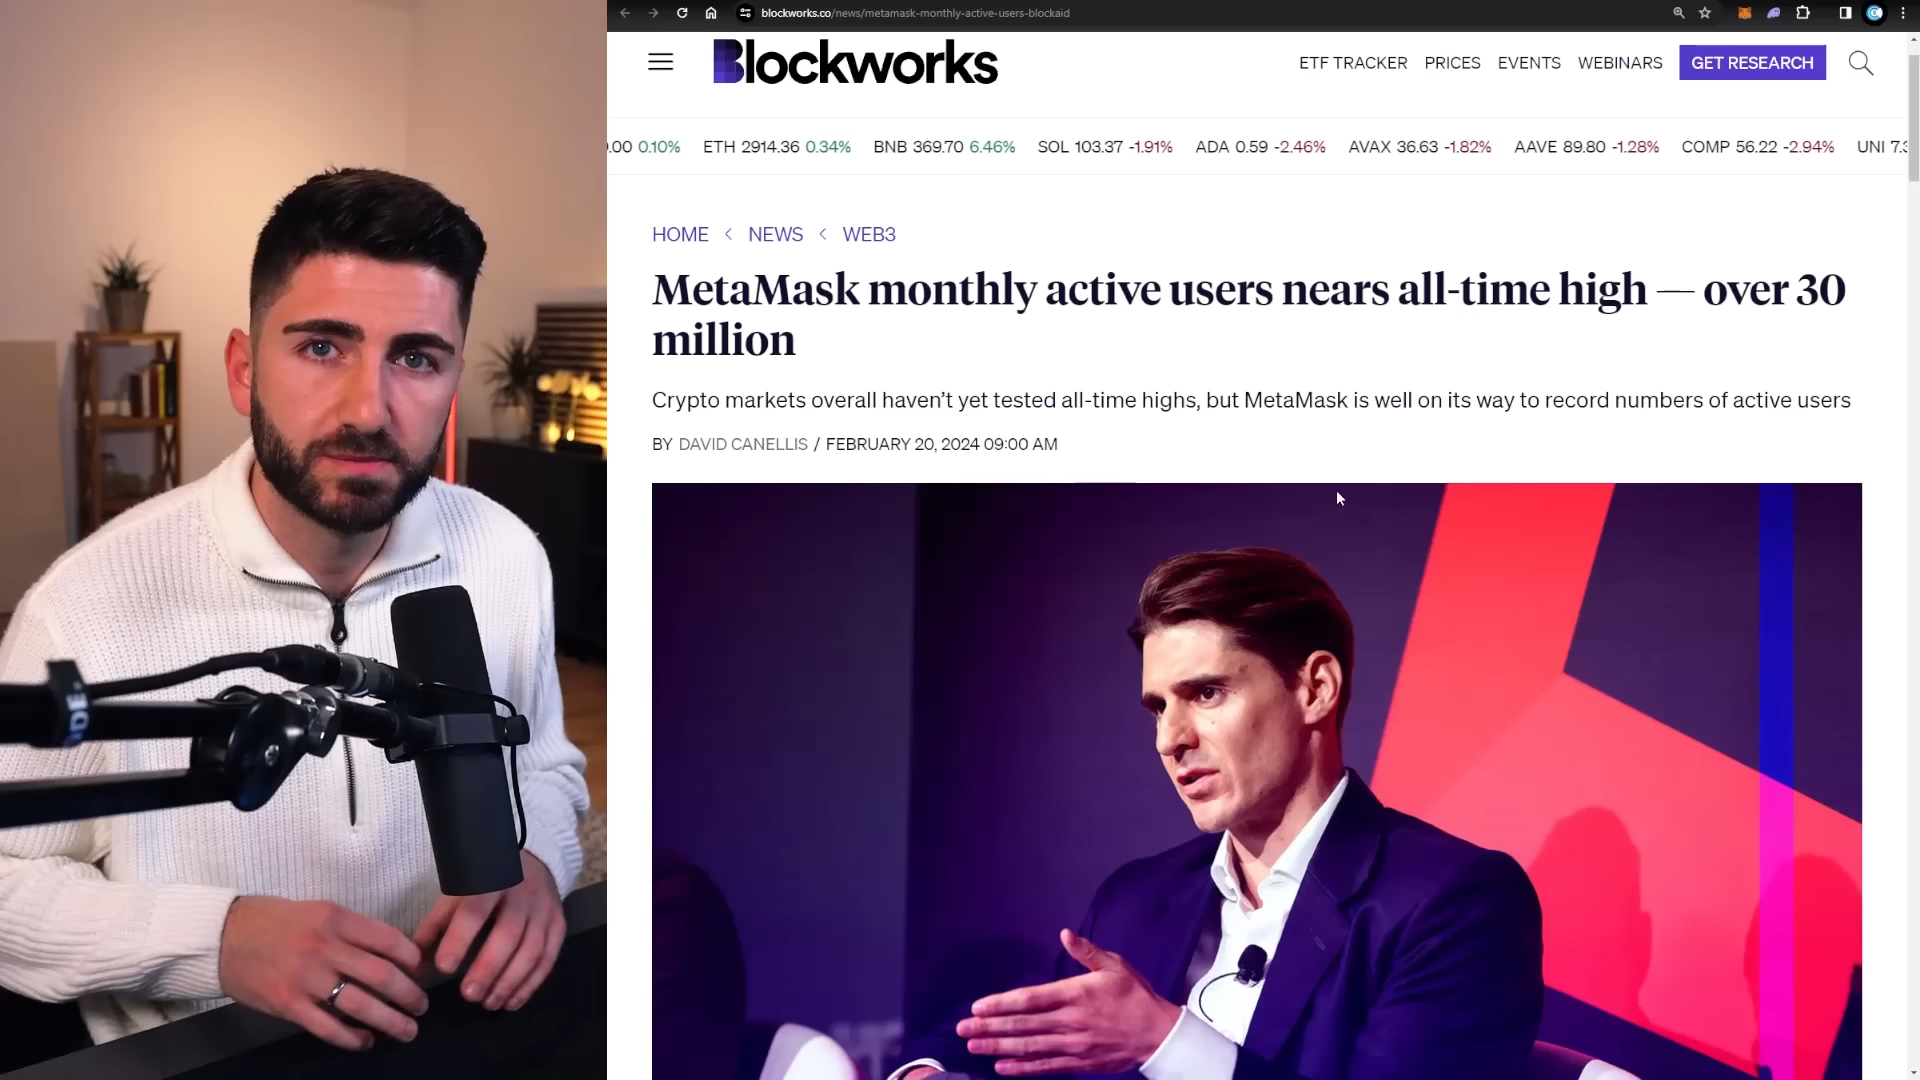 blockworks.co/news/metamask-monthly-active-users-blockaid
Blockworks
ETF TRACKER PRICES EVENTS WEBINARS GET RESEARCH
.00 0.10% ETH 2914.36 0.34% BNB 369.70 6.46% SOL 103.37 -1.91% ADA 0.59 -2.46% AVAX 36.63 -1.82% AAVE 89.80 -1.28% COMP 56.22 -2.94% UNI 7.3
HOME < NEWS < WEB3
MetaMask monthly active users nears all-time high — over 30
million
Crypto markets overall haven’t yet tested all-time highs, but MetaMask is well on its way to record numbers of active users
BY DAVID CANELLIS / FEBRUARY 20, 2024 09:00 AM